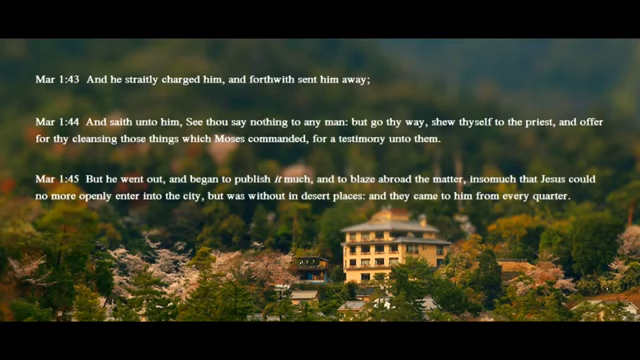 Mar 1:43 And he straitly charged him, and forthwith sent him away;
Mar 1:44 And saith unto him, See thou say nothing to any man: but go thy way, shew thyself to the priest, and offer
for thy cleansing those things which Moses commanded, for a testimony unto them.
Mar 1:45 But he went out, and began to publish it much, and to blaze abroad the matter, insomuch that Jesus could
no more openly enter into the city, but was without in desert places: and they came to him from every quarter.